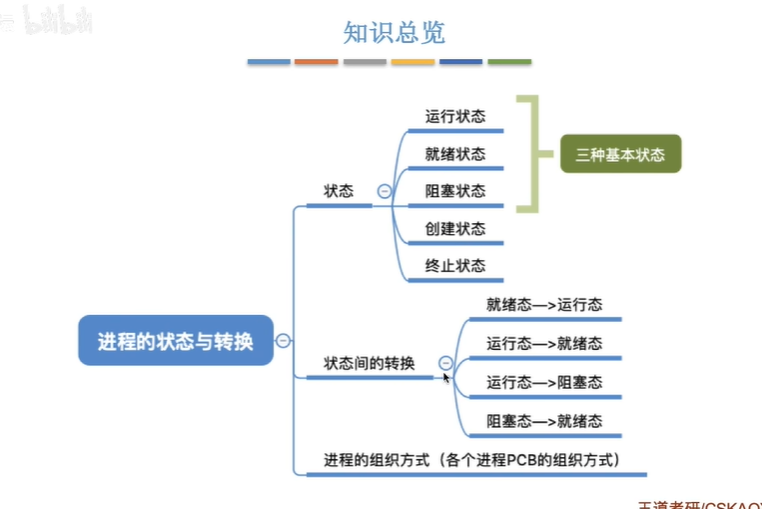 bilibili
知识总览
运行状态
就绪状态
三种基本状态
阻塞状态
状态
创建状态
终止状态
进程的状态与转换
就绪态—>运行态
运行态—>就绪态
状态间的转换
运行态—>阻塞态
阻塞态—>就绪态
进程的组织方式（各个进程PCB的组织方式）
王道考研/CSKAOY